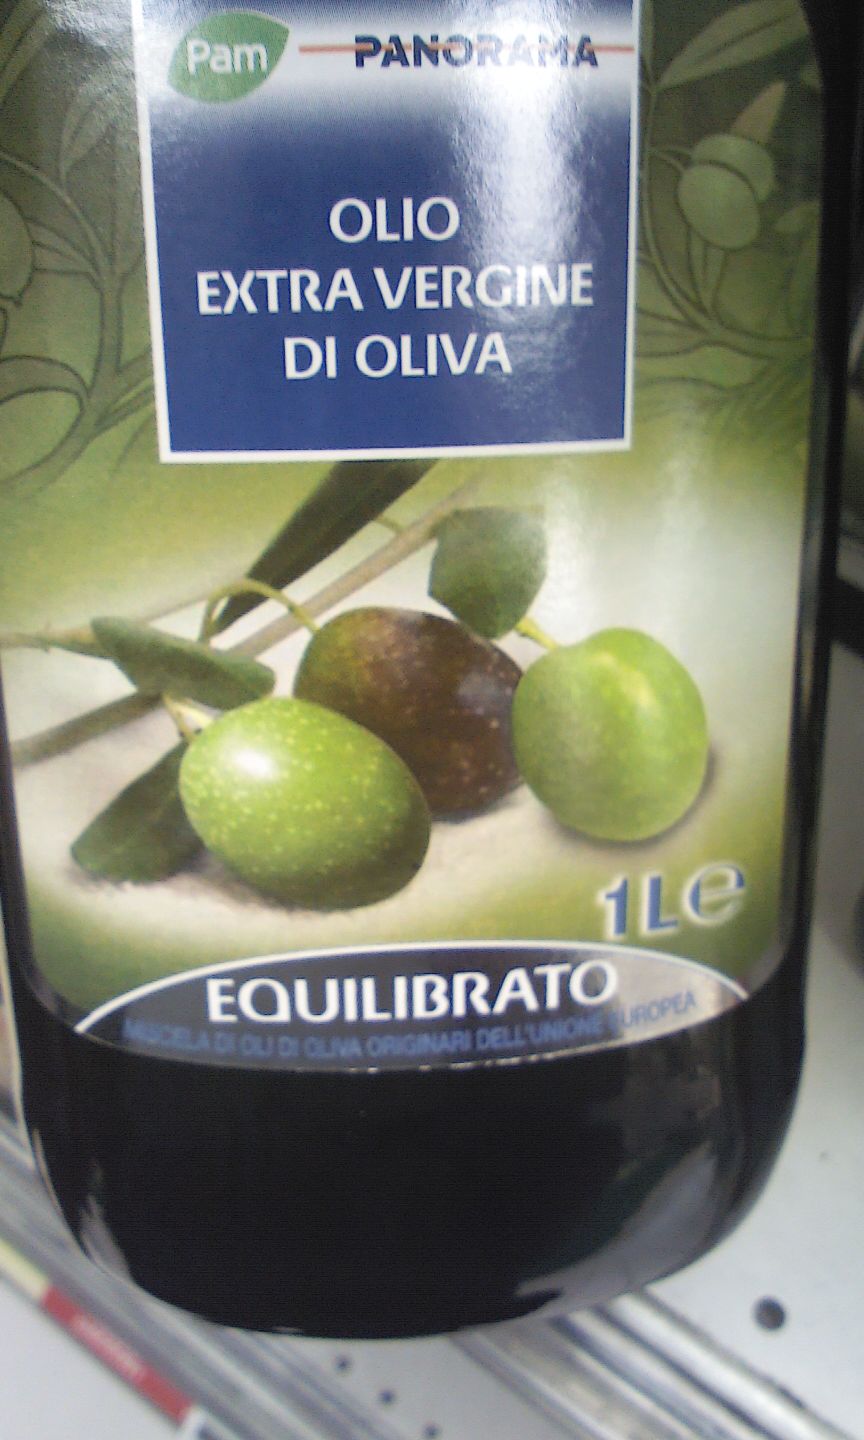 Pam PANORAMA
OLIO
EXTRA VERGINE
DI OLIVA
1L e
EQUILIBRATO
MISCELA DI OLI DI OLIVA ORIGINARI DELL'UNIONE EUROPEA